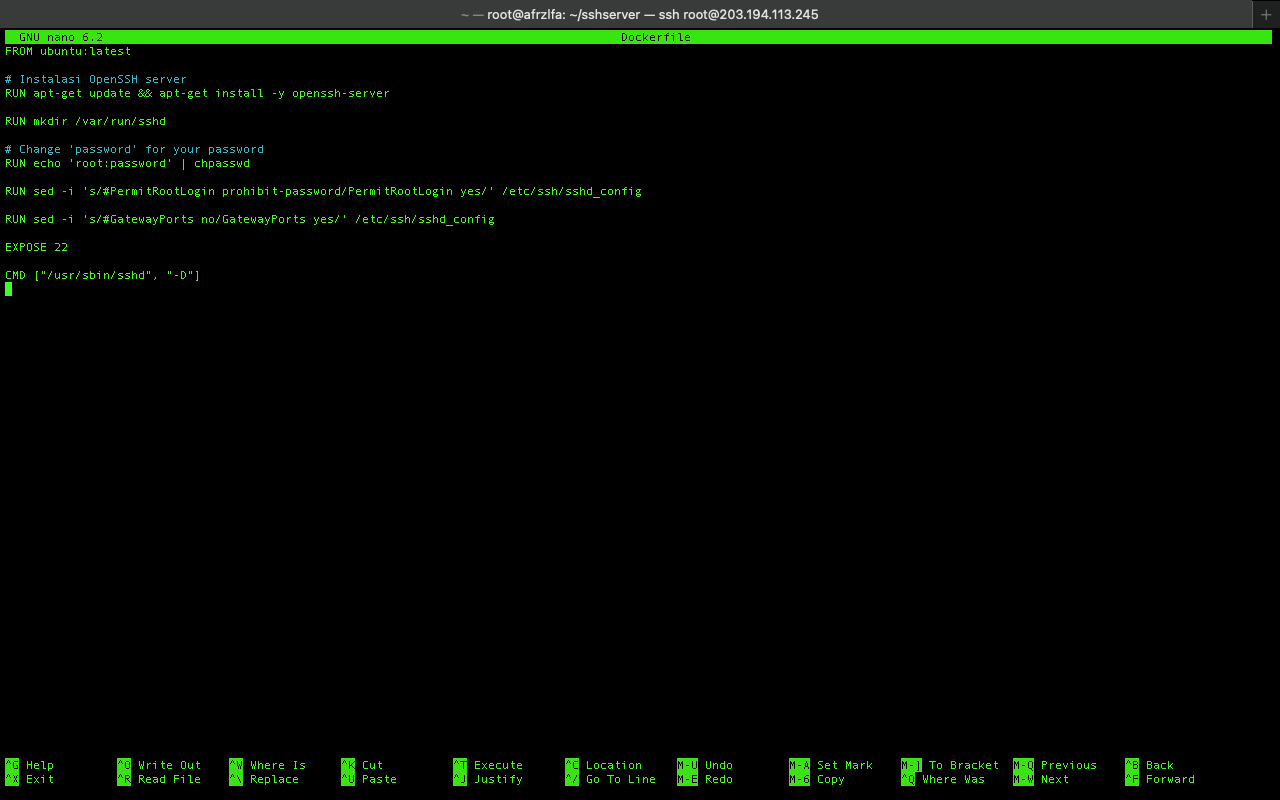 ~ — root@afrzlfa: ~/sshserver — ssh root@203.194.113.245 +
GNU nano 6.2 Dockerfile
FROM ubuntu:latest
# Instalasi OpenSSH server
RUN apt-get update && apt-get install -y openssh-server
RUN mkdir /var/run/sshd
# Change 'password' for your password
RUN echo 'root:password' | chpasswd
RUN sed -i 's/#PermitRootLogin prohibit-password/PermitRootLogin yes/' /etc/ssh/sshd_config
RUN sed -i 's/#GatewayPorts no/GatewayPorts yes/' /etc/ssh/sshd_config
EXPOSE 22
CMD ["/usr/sbin/sshd", "-D"]
^G Help ^O Write Out ^W Where Is ^K Cut ^T Execute ^C Location M-U Undo M-A Set Mark M-] To Bracket M-Q Previous ^B Back
^X Exit ^R Read File ^\ Replace ^U Paste ^J Justify ^/ Go To Line M-E Redo M-6 Copy ^Q Where Was M-W Next ^F Forward